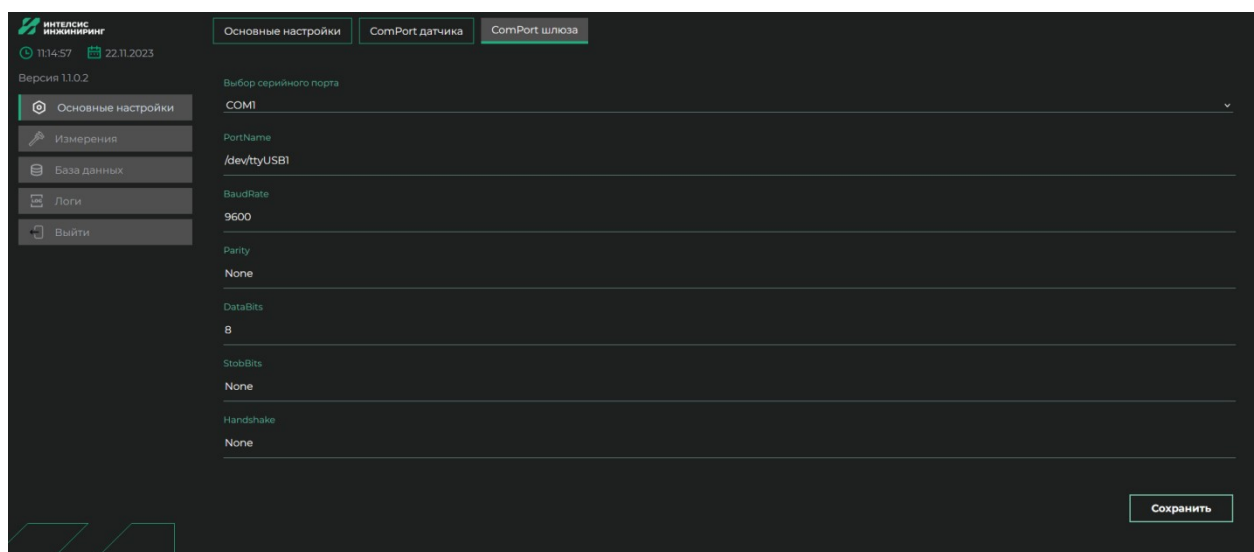 ИНТЕЛСИС
ИНЖИНИРИНГ
11:14:57 22.11.2023
Версия 1.1.0.2
Основные настройки
Измерения
База данных
Логи
Выйти
Основные настройки ComPort датчика ComPort шлюза
Выбор серийного порта
COM1
PortName
/dev/ttyUSB1
BaudRate
9600
Parity
None
DataBits
8
StobBits
None
Handshake
None
Сохранить